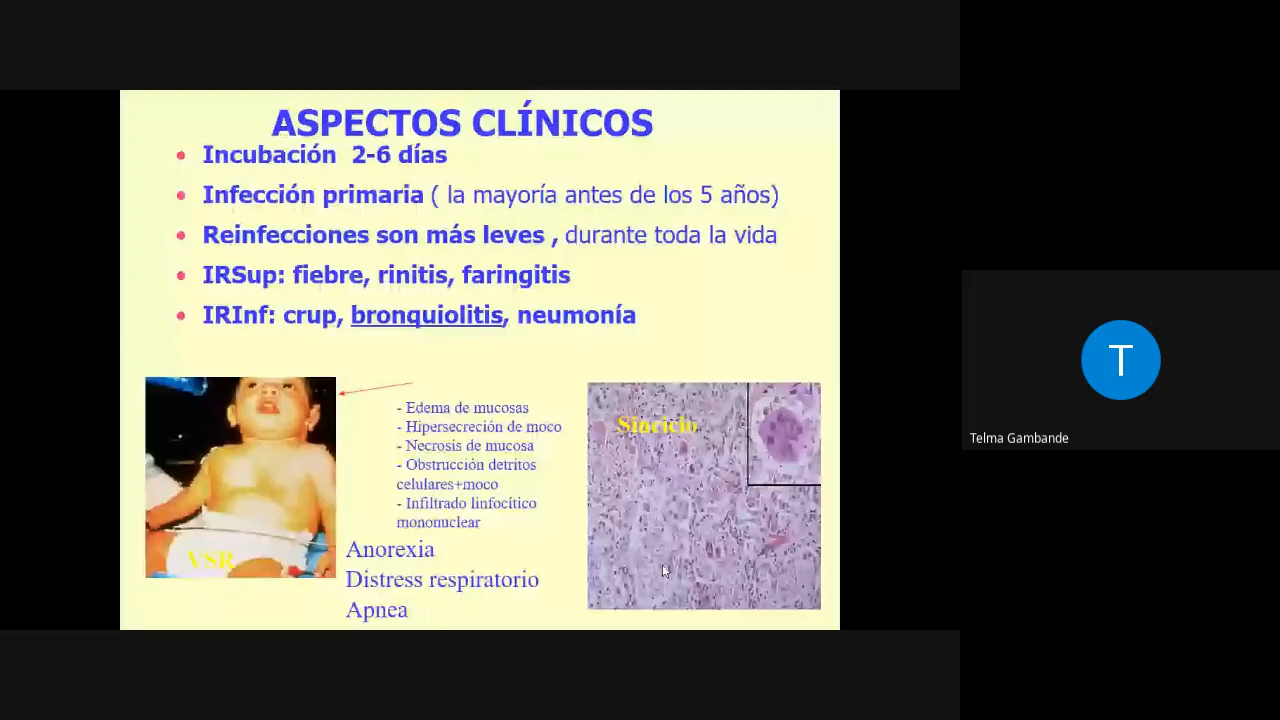 ASPECTOS CLÍNICOS
• Incubación 2-6 días
• Infección primaria ( la mayoría antes de los 5 años)
• Reinfecciones son más leves , durante toda la vida
• IRSup: fiebre, rinitis, faringitis
• IRInf: crup, bronquiolitis, neumonía
- Edema de mucosas
- Hipersecreción de moco
- Necrosis de mucosa
- Obstrucción detritos
celulares+moco
- Infiltrado linfocítico
mononuclear
VSR
Anorexia
Distress respiratorio
Apnea
Sincicio
T
Telma Gambande